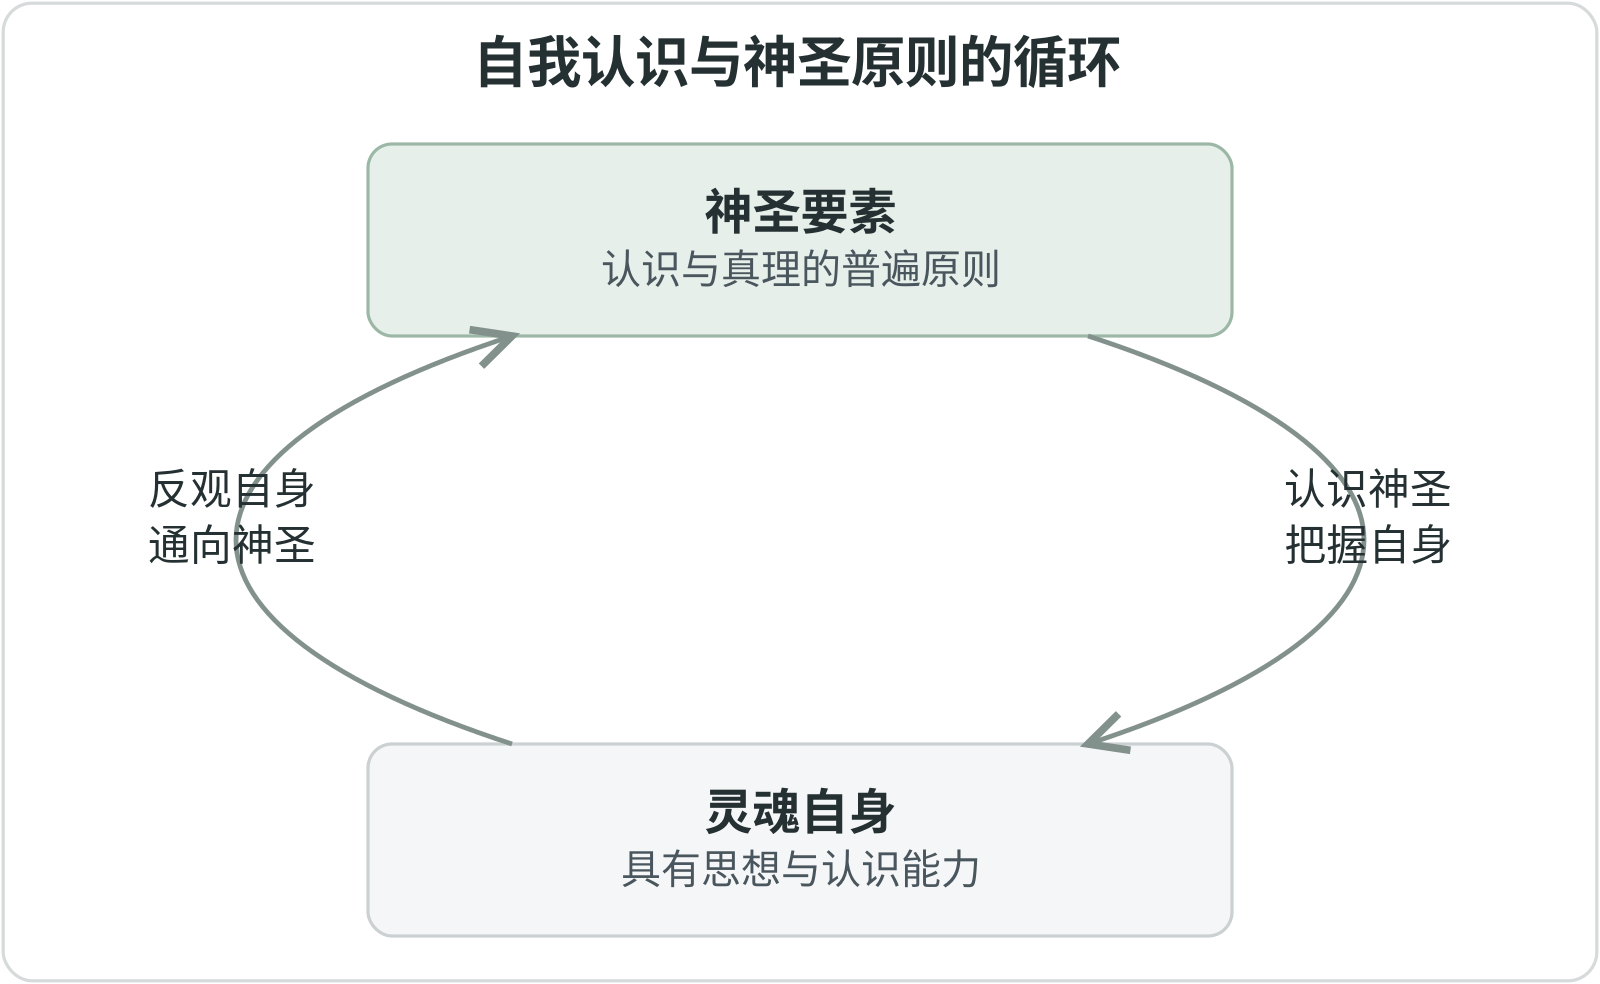 自我认识与神圣原则的循环
神圣要素
认识与真理的普遍原则
反观自身
通向神圣
认识神圣
把握自身
灵魂自身
具有思想与认识能力